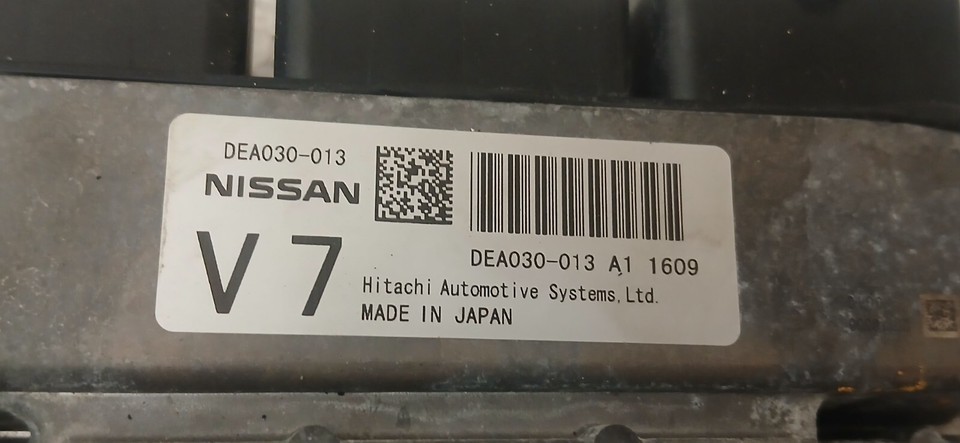 DEA030-013
NISSAN
V7
DEA030-013 A1 1609
Hitachi Automotive Systems, Ltd.
MADE IN JAPAN